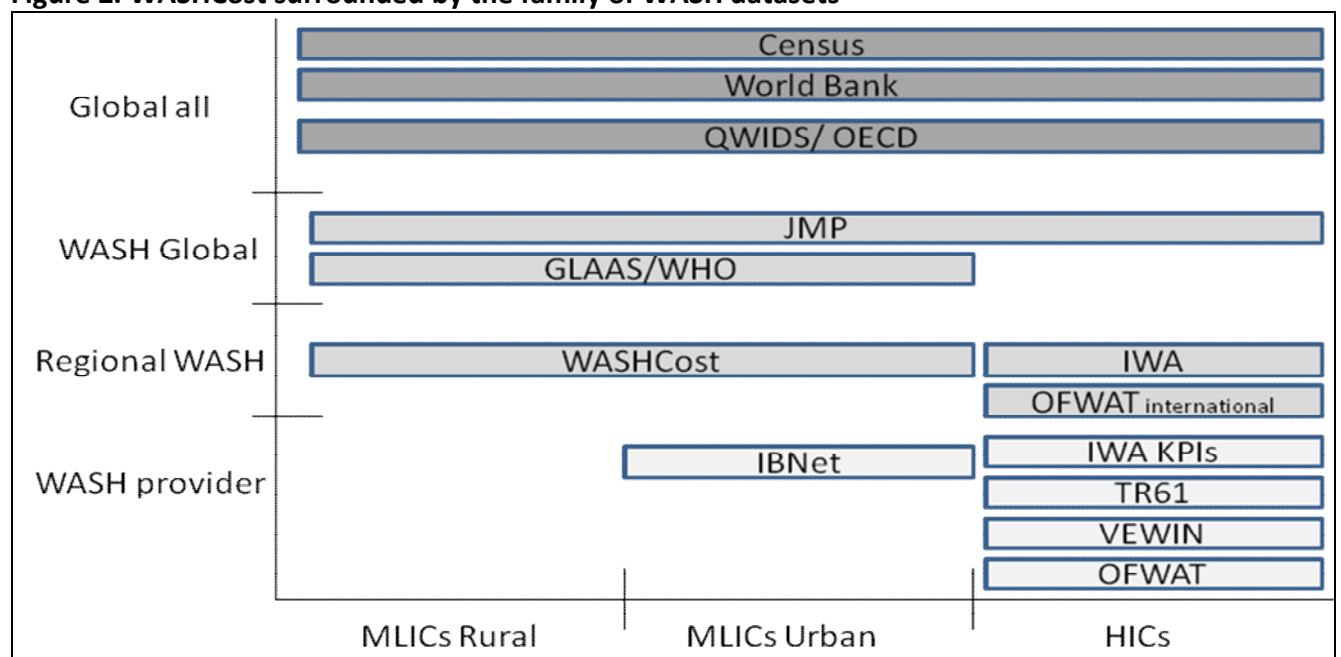 Figure 2: WASHCost surrounded by the family of WASH datasets
Census
World Bank
Global all
QWIDS/ OECD
JMP
WASH Global
GLAAS/WHO
Regional WASH
WASHCost
IWA
OFWAT international
IBNet
IWA KPIs
WASH provider
TR61
VEWIN
OFWAT
MLICs Rural
MLICs Urban
HICs